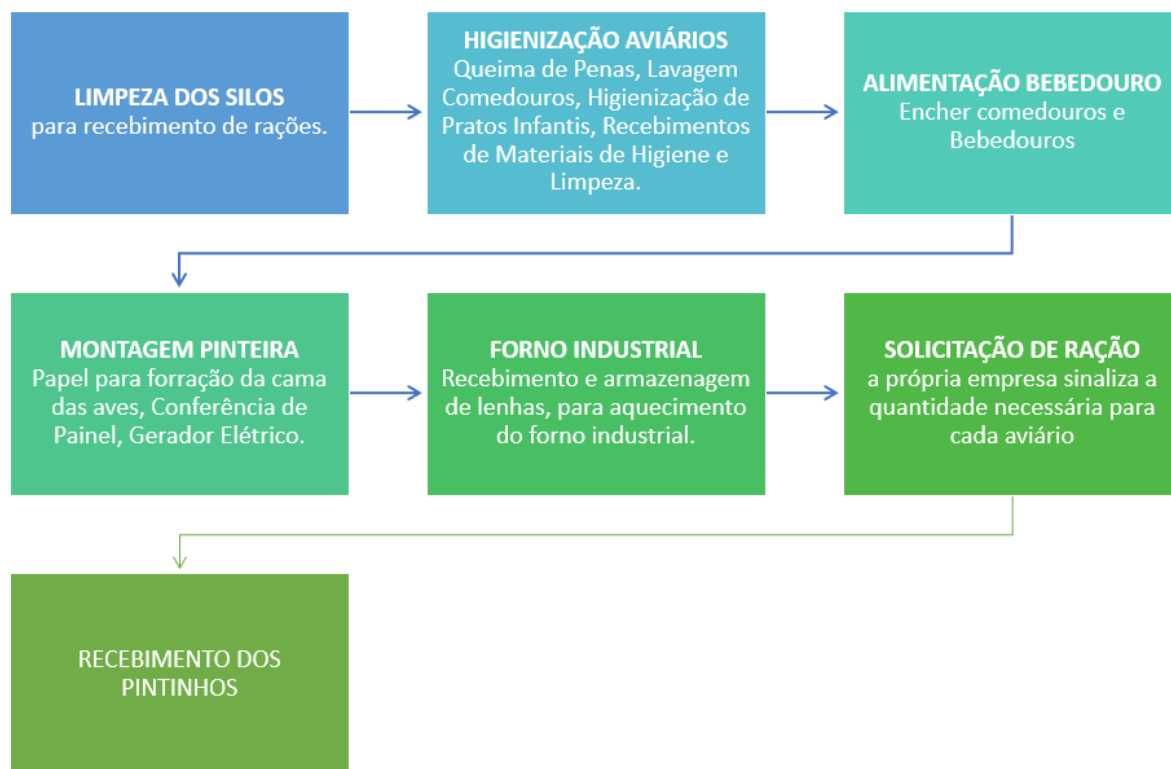 LIMPEZA DOS SILOS
para recebimento de rações.
HIGIENIZAÇÃO AVIÁRIOS
Queima de Penas, Lavagem
Comedouros, Higienização de
Pratos Infantis, Recebimentos
de Materiais de Higiene e
Limpeza.
ALIMENTAÇÃO BEBEDOURO
Encher comedouros e
Bebedouros
MONTAGEM PINTEIRA
Papel para forração da cama
das aves, Conferência de
Painel, Gerador Elétrico.
FORNO INDUSTRIAL
Recebimento e armazenagem
de lenhas, para aquecimento
do forno industrial.
SOLICITAÇÃO DE RAÇÃO
a própria empresa sinaliza a
quantidade necessária para
cada aviário
RECEBIMENTO DOS
PINTINHOS